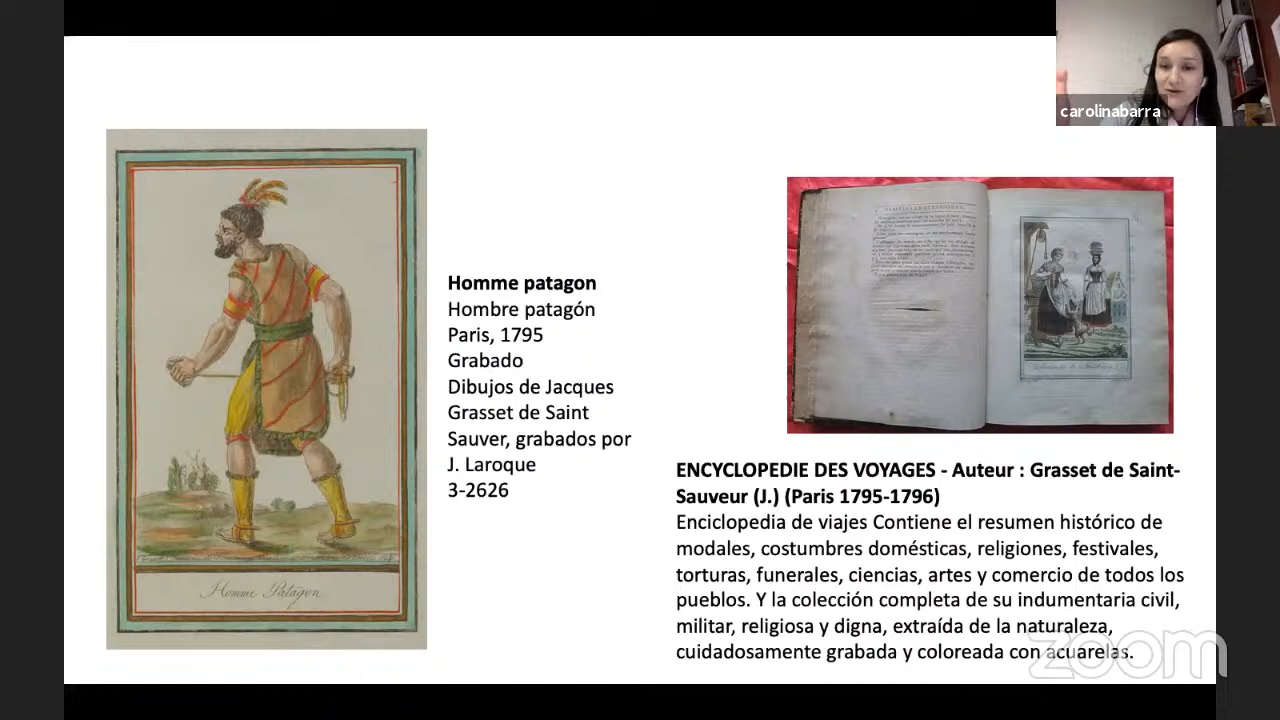 carolinabarra
Homme Patagon
Homme patagon
Hombre patagón
Paris, 1795
Grabado
Dibujos de Jacques
Grasset de Saint
Sauver, grabados por
J. Laroque
3-2626
ENCYCLOPEDIE DES VOYAGES - Auteur : Grasset de Saint-
Sauveur (J.) (Paris 1795-1796)
Enciclopedia de viajes Contiene el resumen histórico de
modales, costumbres domésticas, religiones, festivales,
torturas, funerales, ciencias, artes y comercio de todos los
pueblos. Y la colección completa de su indumentaria civil,
militar, religiosa y digna, extraída de la naturaleza,
cuidadosamente grabada y coloreada con acuarelas.
zoom